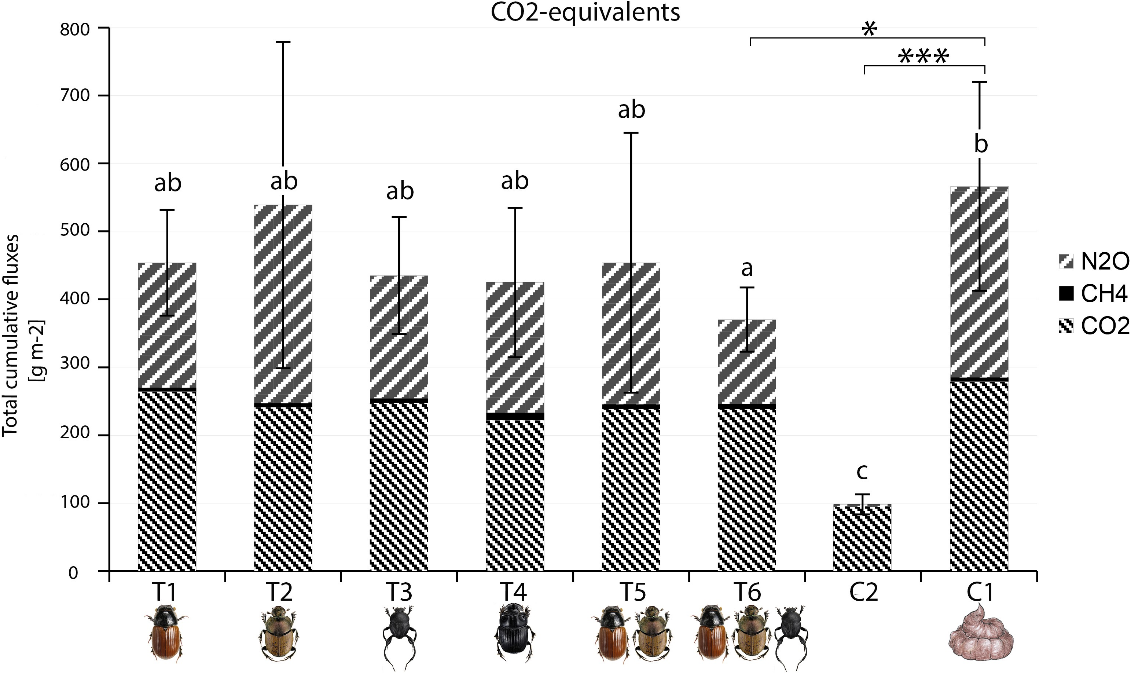 CO2-equivalents
800
700
600
500
400
300
200
100
0
Total cumulative fluxes
[g m-2]
ab
ab
ab
ab
ab
a
c
b
*
***
N2O
CH4
CO2
T1 T2 T3 T4 T5 T6 C2 C1